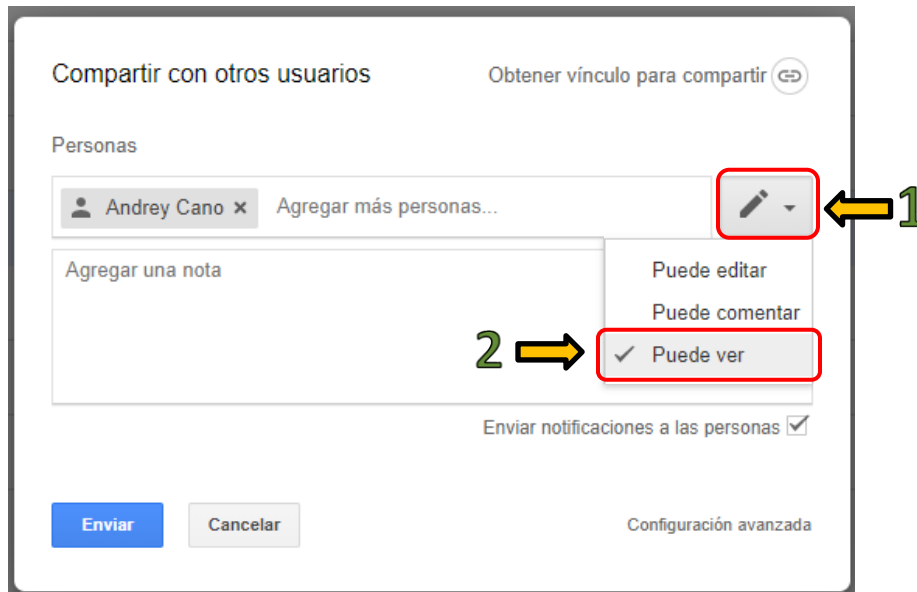 Compartir con otros usuarios
Obtener vínculo para compartir
Personas
Andrey Cano × Agregar más personas...
1
Agregar una nota
Puede editar
Puede comentar
2
Puede ver
Enviar notificaciones a las personas
Enviar
Cancelar
Configuración avanzada